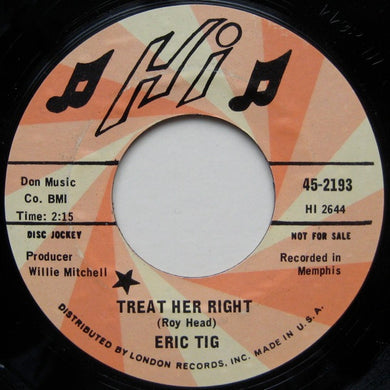 Hi
Don Music
Co. BMI
Time: 2:15
DISC JOCKEY
Producer
Willie Mitchell
45-2193
HI 2644
NOT FOR SALE
Recorded in
Memphis
TREAT HER RIGHT
(Roy Head)
ERIC TIG
DISTRIBUTED BY LONDON RECORDS, INC. MADE IN U.S.A.